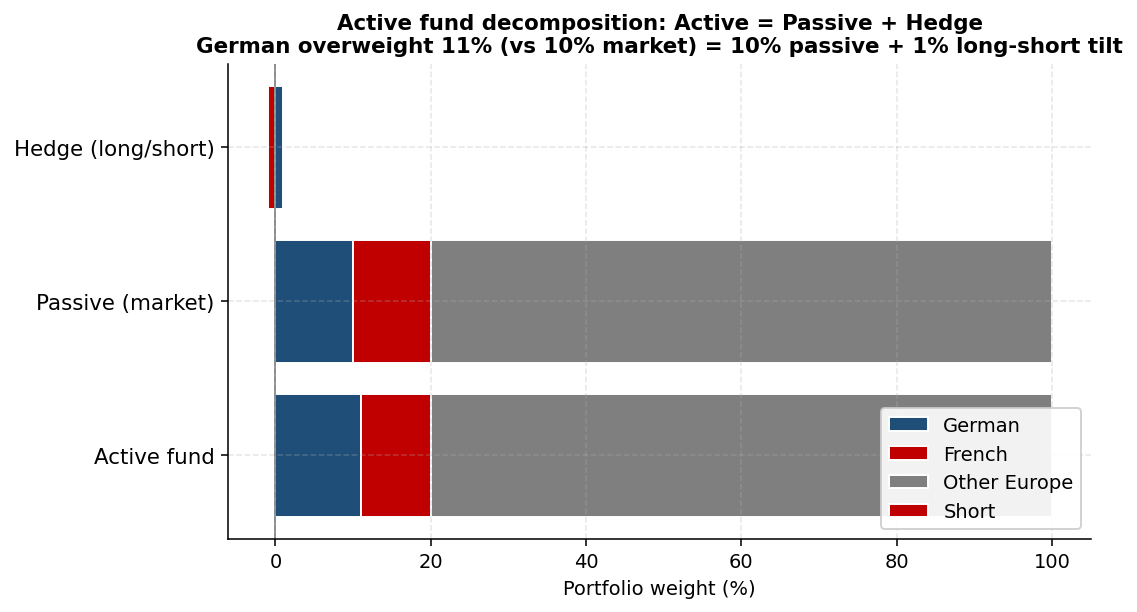 Active fund decomposition: Active = Passive + Hedge
German overweight 11% (vs 10% market) = 10% passive + 1% long-short tilt
Hedge (long/short)
Passive (market)
Active fund
German
French
Other Europe
Short
0 20 40 60 80 100
Portfolio weight (%)